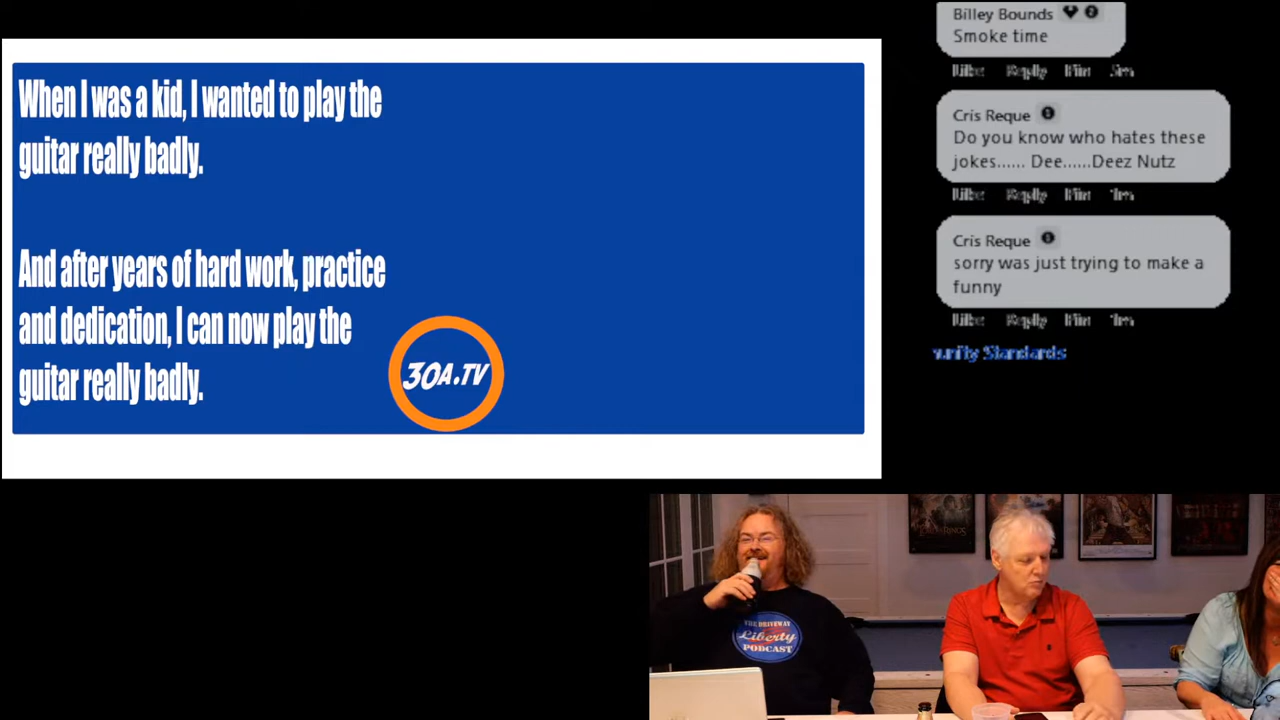 When I was a kid, I wanted to play the
guitar really badly.
And after years of hard work, practice
and dedication, I can now play the
guitar really badly.
30A.TV
Billey Bounds
Smoke time
Cris Reque
Do you know who hates these
jokes...... Dee......Deez Nutz
Cris Reque
sorry was just trying to make a
funny
Standards
THE DRIVEWAY
Liberty
PODCAST